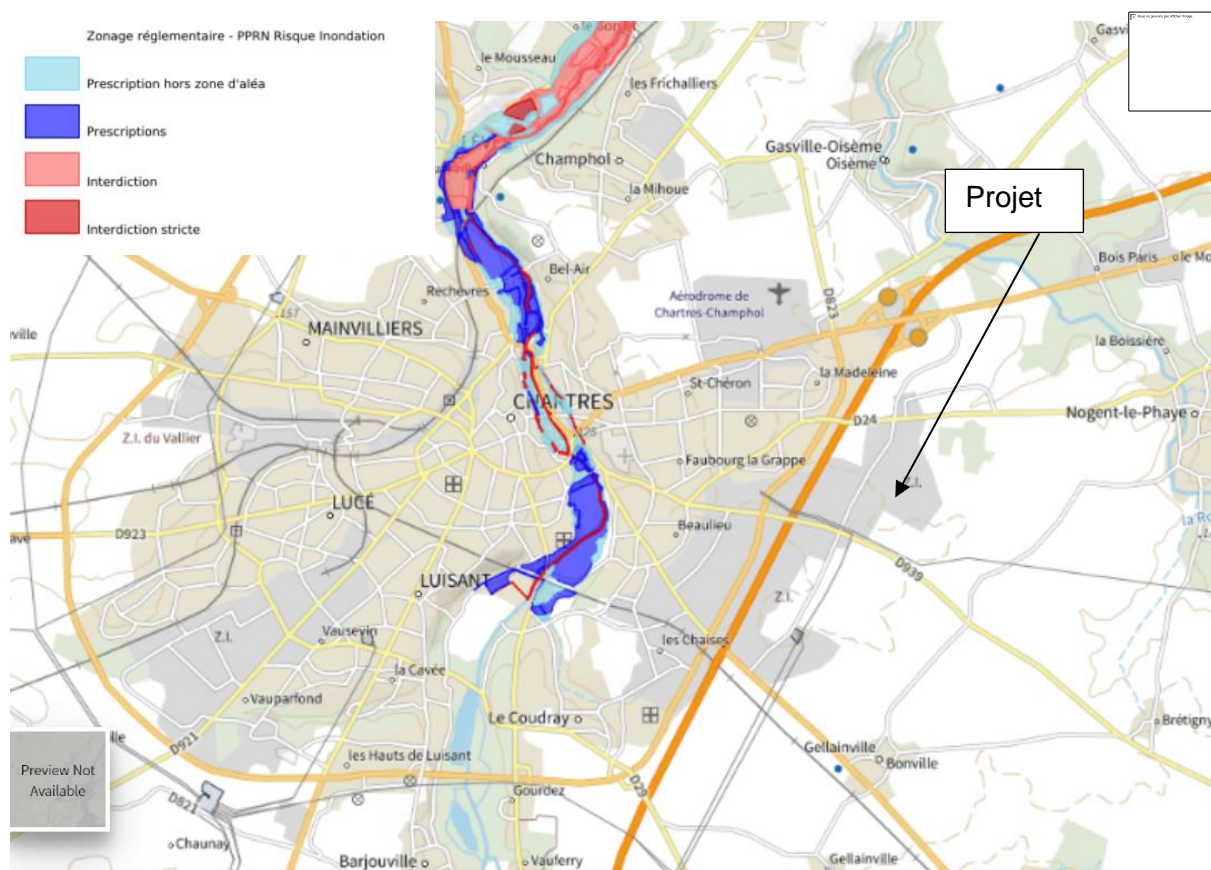 Zonage réglementaire - PPRN Risque Inondation
Prescription hors zone d'aléa
Prescriptions
Interdiction
Interdiction stricte
le Mousseau
les Frichalliers
Champhol
la Mihoue
Gasville-Oisème
Oisème
Projet
Bois Paris
Bel-Air
Rechèvres
Aérodrome de
Chartres-Champhol
D823
157
MAINVILLIERS
la Boissière
la Madeleine
St-Chéron
CHARTRES
Nogent-le-Phaye
D24
Z.I. du Vallier
Faubourg la Grappe
Z.I.
LUCÉ
Beaulieu
D923
D939
LUISANT
Z.I.
Z.I.
Vausevin
les Chaises
la Cavée
Vauparfond
Le Coudray
Brétigny
D921
Gellainville
Bonville
les Hauts de Luisant
Preview Not
Available
D29
Gourdez
D821
Chaunay
Barjouville
Vauferry
Gellainville